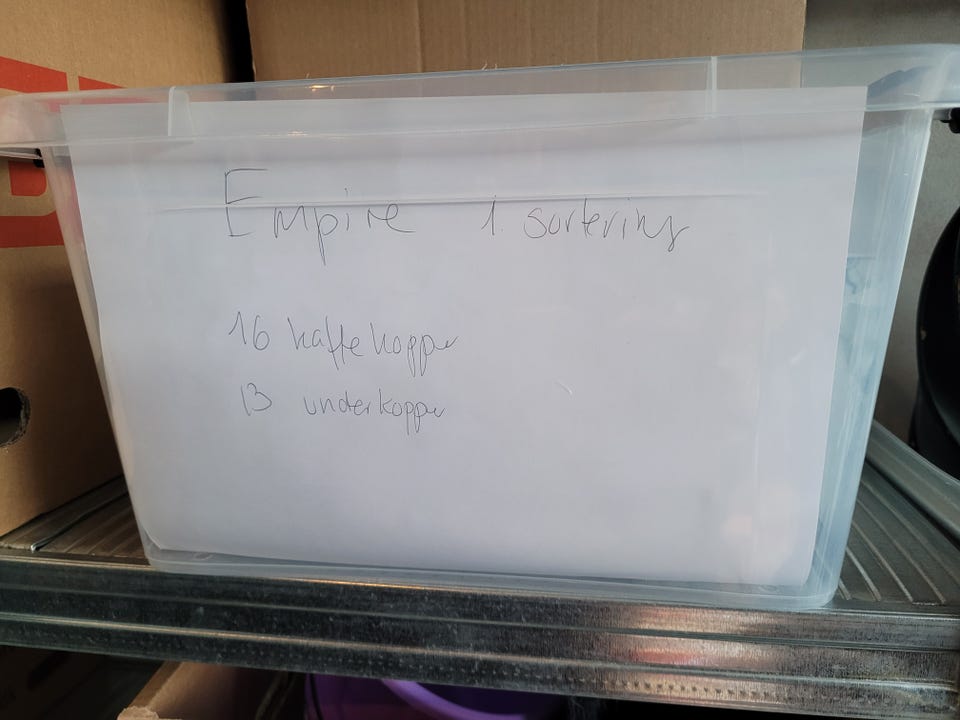 Empire 1. sortering
16 kaffekopper
13 underkopper